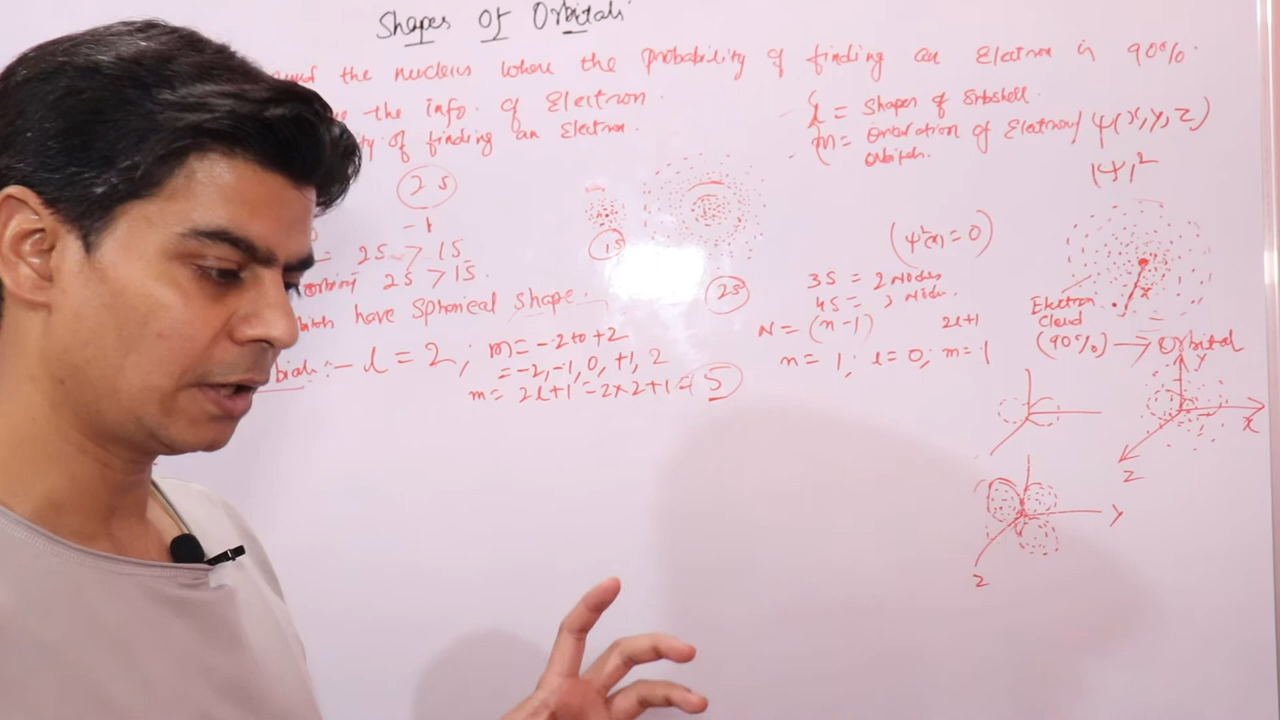 Shapes Of Orbitals
the nucleus where the probability of finding an Electron is 90%.
the info. of Electron
ty of finding an Electron.
l = Shapes of Subshell.
m = Orientation of Electron/
Orbitals.
ψ(x,y,z)
|ψ|²
2s
-1
= 2s > 1s
2s > 1s.
have Spherical Shape.
l = 2; m = -2 to +2
= -2, -1, 0, +1, 2
m = 2l+1 = 2x2+1 = 5
1s
2s
(ψ²(x) = 0)
3s = 2 Nodes
4s = 3 Nodes.
N = (n-1)
2l+1
n = 1; l = 0; m = 1
Electron
Cloud
(90%) → Orbital
x
Y
X
Z
Y
Z